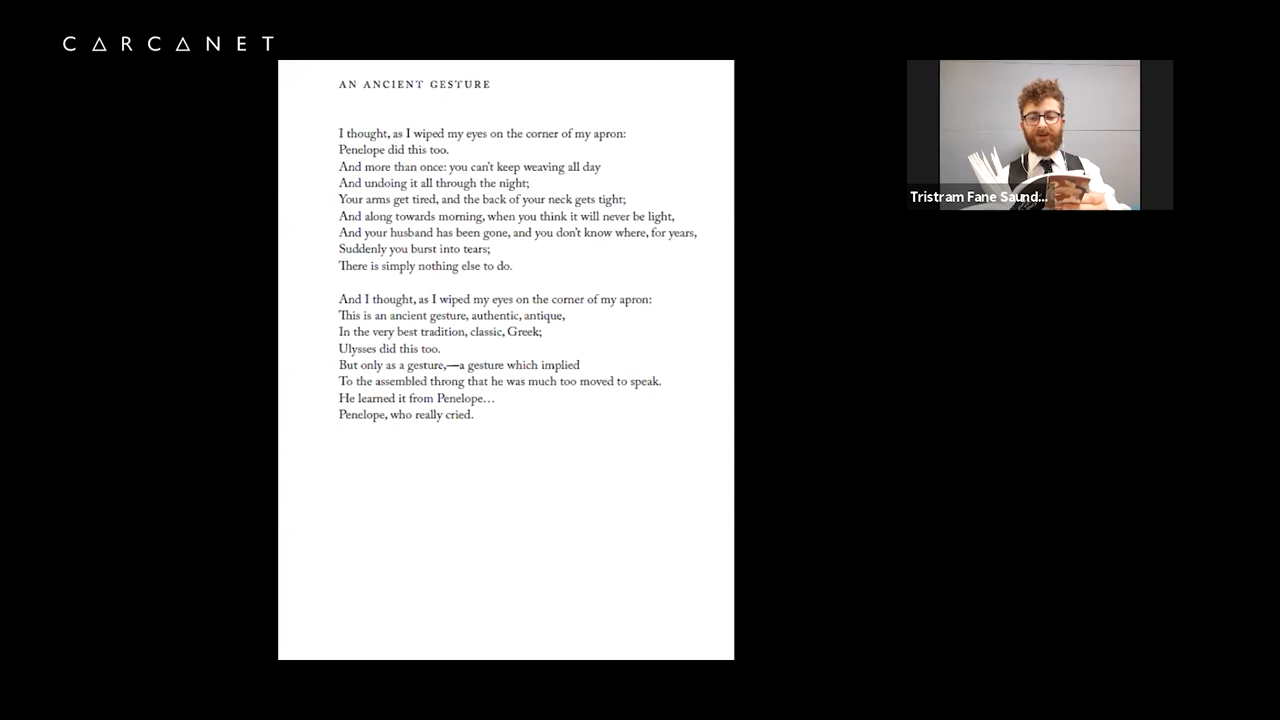 CARCANET
AN ANCIENT GESTURE
I thought, as I wiped my eyes on the corner of my apron:
Penelope did this too.
And more than once: you can't keep weaving all day
And undoing it all through the night;
Your arms get tired, and the back of your neck gets tight;
And along towards morning, when you think it will never be light,
And your husband has been gone, and you don't know where, for years,
Suddenly you burst into tears;
There is simply nothing else to do.
And I thought, as I wiped my eyes on the corner of my apron:
This is an ancient gesture, authentic, antique,
In the very best tradition, classic, Greek;
Ulysses did this too.
But only as a gesture,—a gesture which implied
To the assembled throng that he was much too moved to speak.
He learned it from Penelope…
Penelope, who really cried.
Tristram Fane Saund...